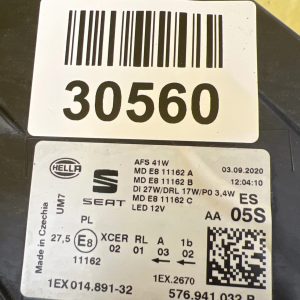 30560
HELLA
UM7
SEAT
AFS 41W
MD E8 11162 A
MD E8 11162 B
DI 27W/DRL 17W/P0 3,4W
MD E8 11162 C
LED 12V
03.09.2020
12:04:10
ES
AA 05S
Made in Czechia
PL
27,5 E8 XCER RL A 1b
02 01 03 02
11162
1EX.2670
1EX 014.891-32
576.941.032